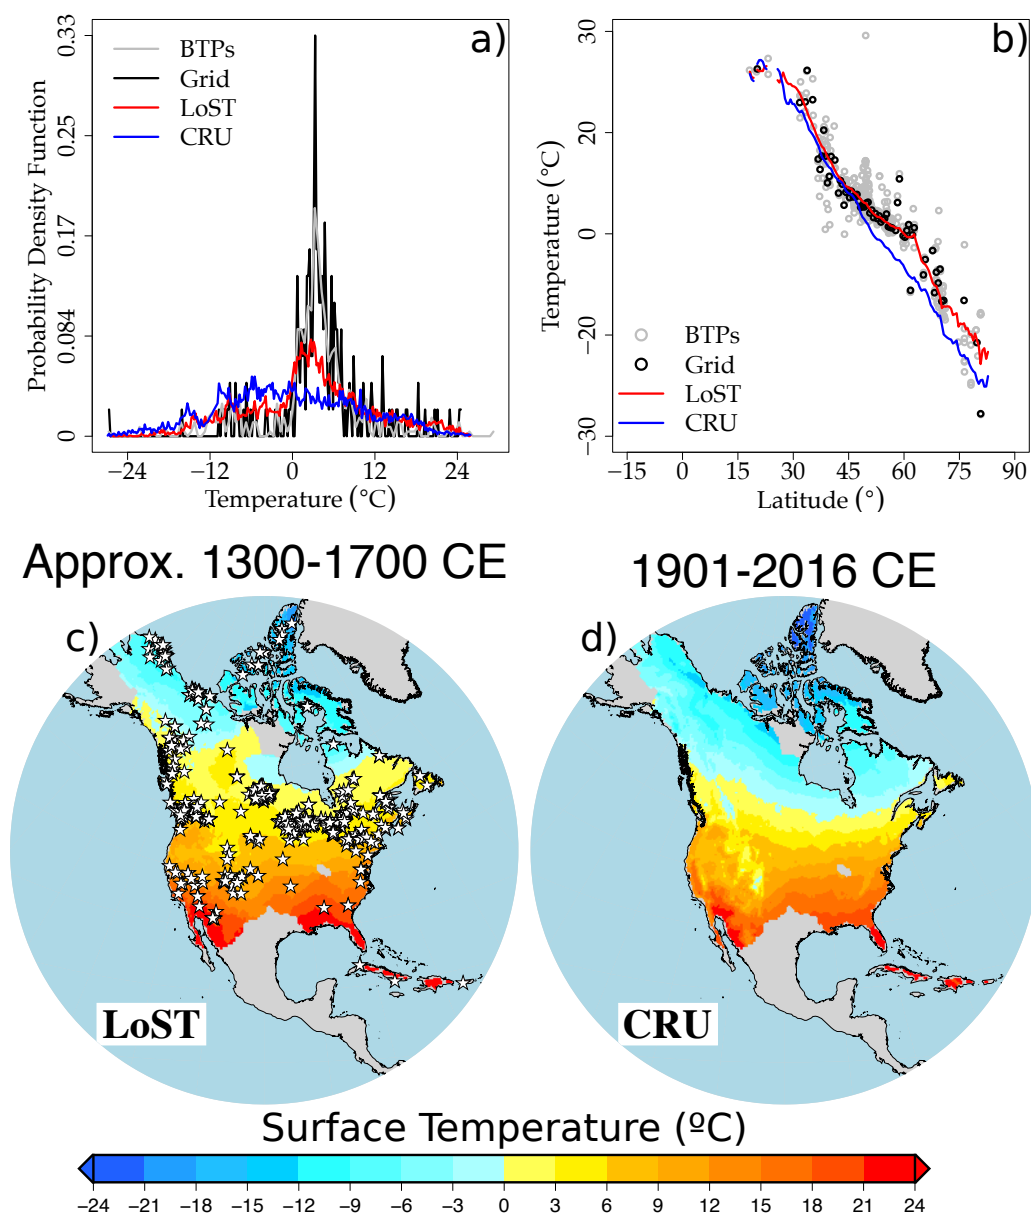 a)
BTPs
Grid
LoST
CRU
Probability Density Function
0 0.084 0.17 0.25 0.33
−24 −12 0 12 24
Temperature (°C)
b)
Temperature (°C)
−30 −20 0 20 30
BTPs
Grid
LoST
CRU
−15 0 15 30 45 60 75 90
Latitude (°)
Approx. 1300-1700 CE
1901-2016 CE
c)
LoST
d)
CRU
Surface Temperature (ºC)
−24 −21 −18 −15 −12 −9 −6 −3 0 3 6 9 12 15 18 21 24